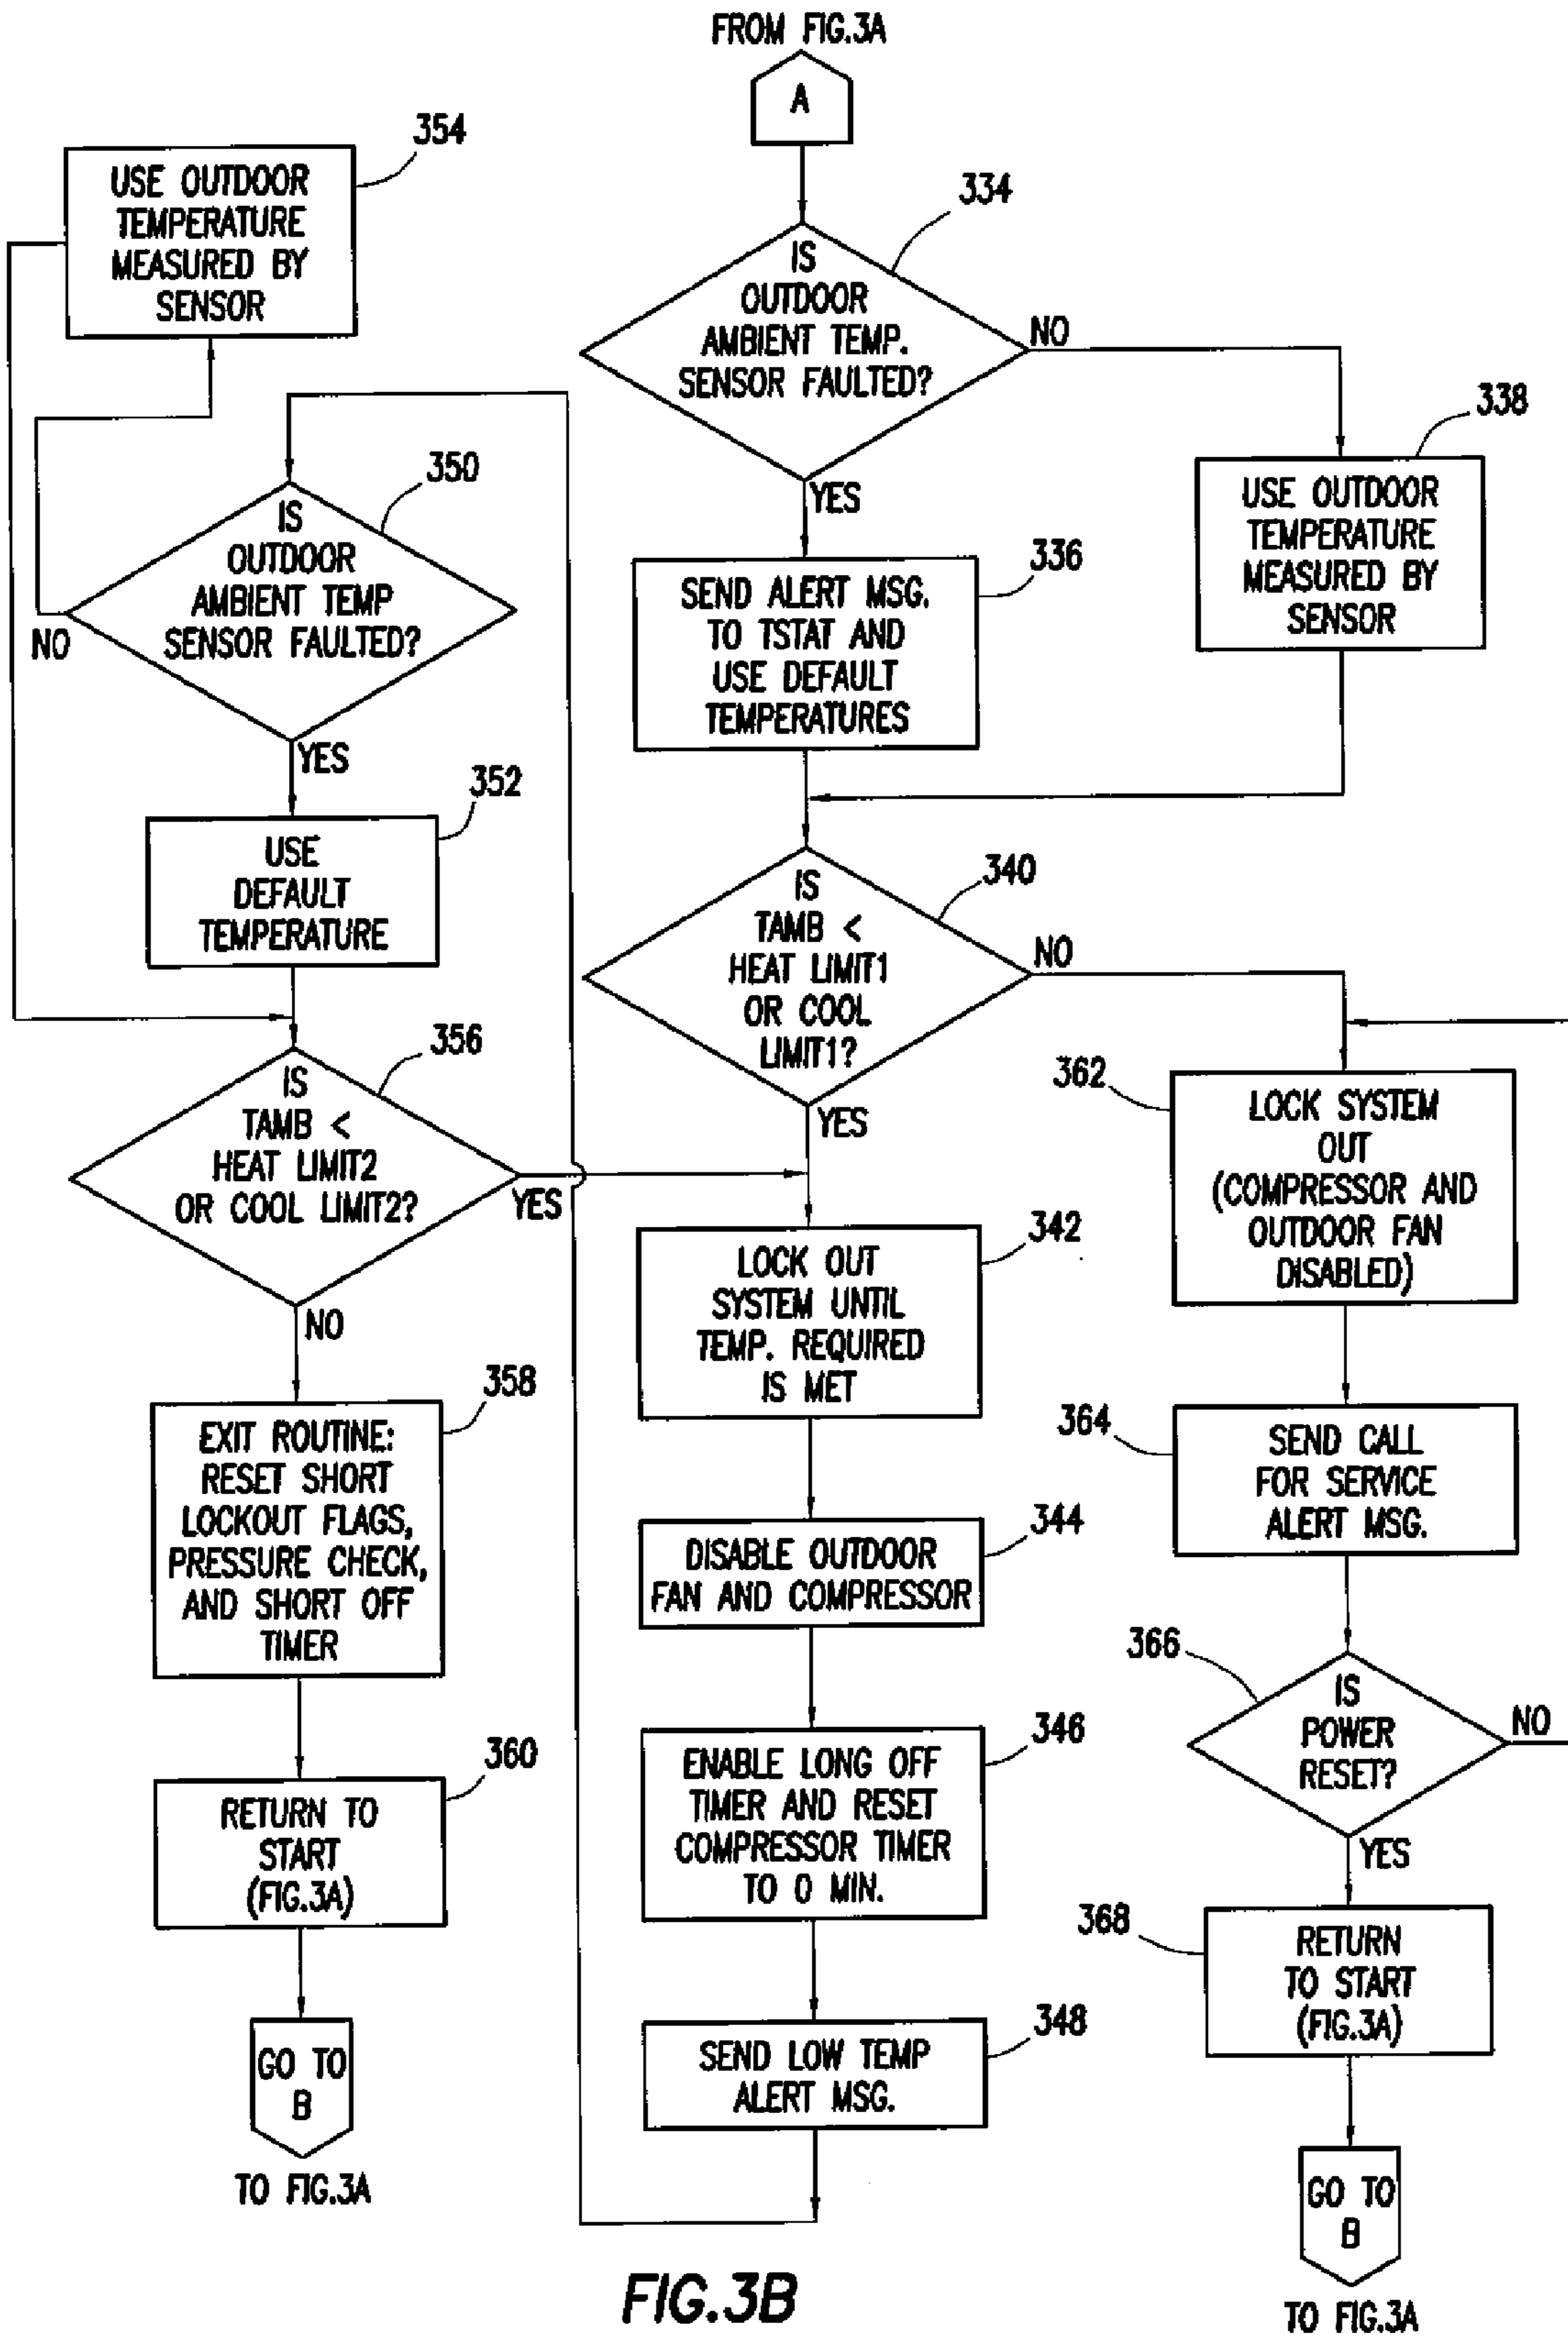 FROM FIG.3A
A
334
IS
OUTDOOR
AMBIENT TEMP.
SENSOR FAULTED?
NO
YES
336
SEND ALERT MSG.
TO TSTAT AND
USE DEFAULT
TEMPERATURES
338
USE OUTDOOR
TEMPERATURE
MEASURED BY
SENSOR
340
IS
TAMB <
HEAT LIMIT1
OR COOL
LIMIT1?
NO
YES
342
LOCK OUT
SYSTEM UNTIL
TEMP. REQUIRED
IS MET
344
DISABLE OUTDOOR
FAN AND COMPRESSOR
346
ENABLE LONG OFF
TIMER AND RESET
COMPRESSOR TIMER
TO 0 MIN.
348
SEND LOW TEMP
ALERT MSG.
350
IS
OUTDOOR
AMBIENT TEMP
SENSOR FAULTED?
NO
YES
352
USE
DEFAULT
TEMPERATURE
354
USE OUTDOOR
TEMPERATURE
MEASURED BY
SENSOR
356
IS
TAMB <
HEAT LIMIT2
OR COOL LIMIT2?
YES
NO
358
EXIT ROUTINE:
RESET SHORT
LOCKOUT FLAGS,
PRESSURE CHECK,
AND SHORT OFF
TIMER
360
RETURN TO
START
(FIG.3A)
GO TO
B
TO FIG.3A
362
LOCK SYSTEM
OUT
(COMPRESSOR AND
OUTDOOR FAN
DISABLED)
364
SEND CALL
FOR SERVICE
ALERT MSG.
366
IS
POWER
RESET?
NO
YES
368
RETURN
TO START
(FIG.3A)
GO TO
B
TO FIG.3A
FIG.3B